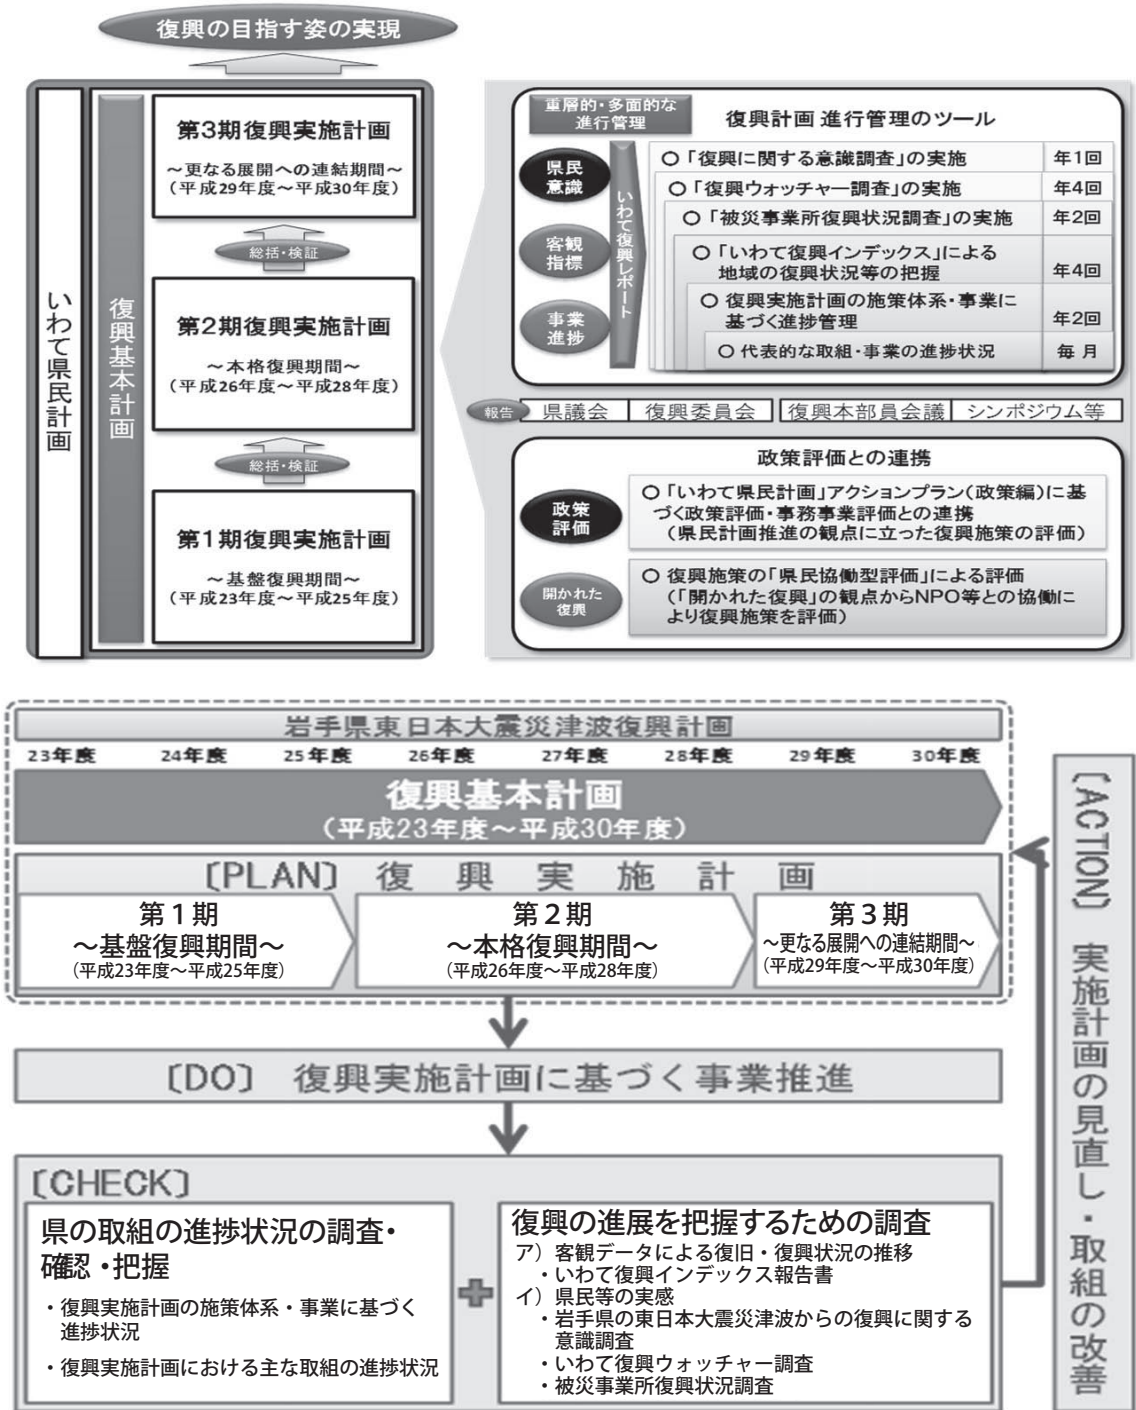 復興の目指す姿の実現
いわて県民計画
復興基本計画
第3期復興実施計画
～更なる展開への連結期間～
（平成29年度～平成30年度）
総括・検証
第2期復興実施計画
～本格復興期間～
（平成26年度～平成28年度）
総括・検証
第1期復興実施計画
～基盤復興期間～
（平成23年度～平成25年度）
重層的・多面的な
進行管理
復興計画 進行管理のツール
県民
意識
客観
指標
事業
進捗
いわて復興レポート
○「復興に関する意識調査」の実施 年1回
○「復興ウォッチャー調査」の実施 年4回
○「被災事業所復興状況調査」の実施 年2回
○「いわて復興インデックス」による
地域の復興状況等の把握 年4回
○ 復興実施計画の施策体系・事業に
基づく進捗管理 年2回
○ 代表的な取組・事業の進捗状況 毎月
報告 県議会 復興委員会 復興本部員会議 シンポジウム等
政策評価との連携
政策
評価
○「いわて県民計画」アクションプラン（政策編）に基
づく政策評価・事務事業評価との連携
（県民計画推進の観点に立った復興施策の評価）
開かれた
復興
○ 復興施策の「県民協働型評価」による評価
（「開かれた復興」の観点からNPO等との協働に
より復興施策を評価）
岩手県東日本大震災津波復興計画
23年度 24年度 25年度 26年度 27年度 28年度 29年度 30年度
復興基本計画
（平成23年度～平成30年度）
〔PLAN〕復興実施計画
第１期
～基盤復興期間～
（平成23年度～平成25年度）
第２期
～本格復興期間～
（平成26年度～平成28年度）
第３期
～更なる展開への連結期間～
（平成29年度～平成30年度）
〔DO〕 復興実施計画に基づく事業推進
〔CHECK〕
県の取組の進捗状況の調査・
確認・把握
・復興実施計画の施策体系・事業に基づく
進捗状況
・復興実施計画における主な取組の進捗状況
復興の進展を把握するための調査
ア）客観データによる復旧・復興状況の推移
・いわて復興インデックス報告書
イ）県民等の実感
・岩手県の東日本大震災津波からの復興に関する
意識調査
・いわて復興ウォッチャー調査
・被災事業所復興状況調査
〔ACTION〕 実施計画の見直し・取組の改善